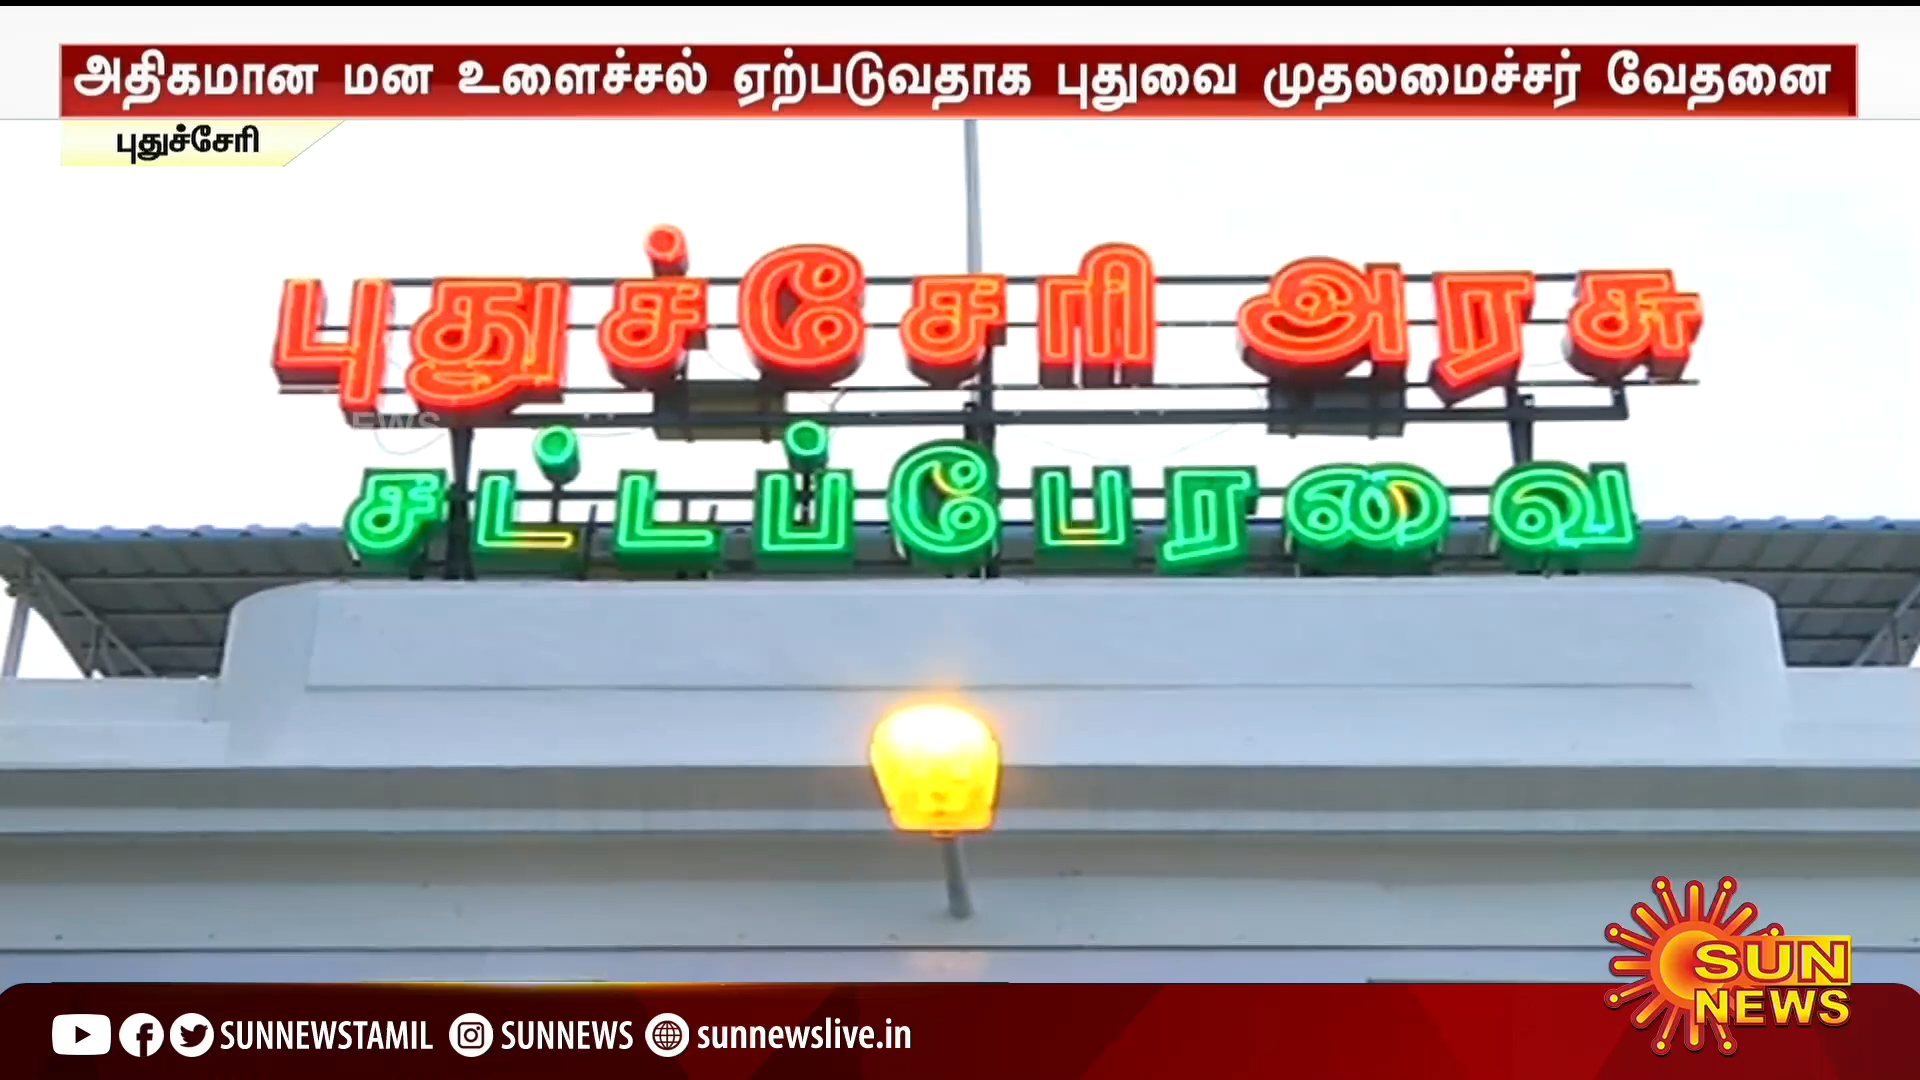 அதிகமான மன உளைச்சல் ஏற்படுவதாக புதுவை முதலமைச்சர் வேதனை
புதுச்சேரி
புதுச்சேரி அரசு
NEWS
சட்டப்பேரவை
SUN
NEWS
SUNNEWSTAMIL SUNNEWS sunnewslive.in